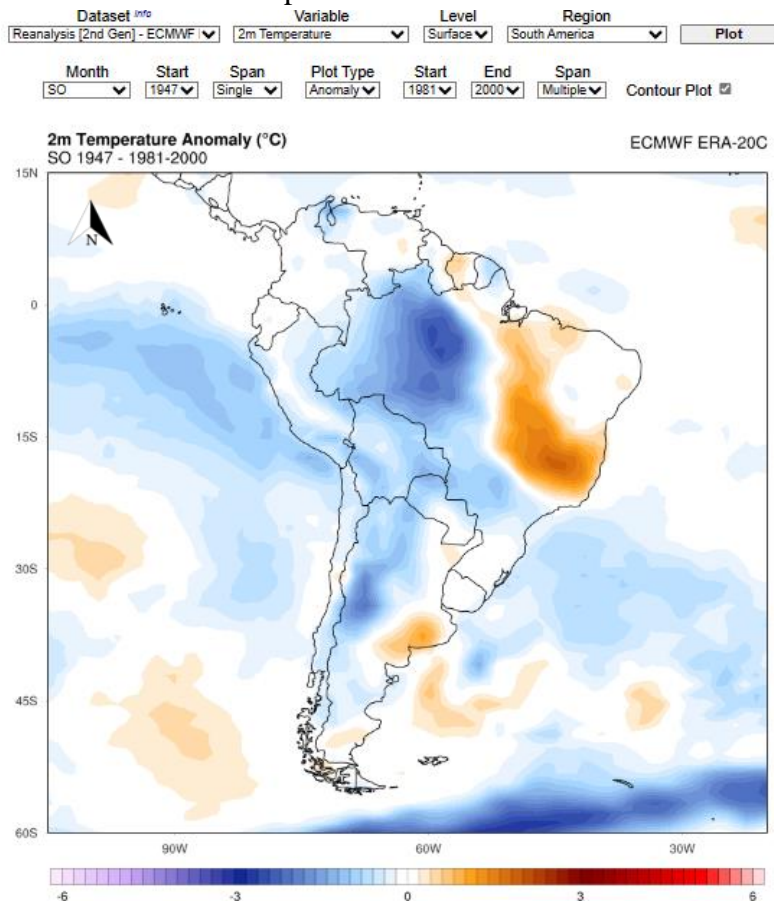 Dataset info Variable Level Region
Reanalysis [2nd Gen] - ECMWF 2m Temperature Surface South America Plot
Month Start Span Plot Type Start End Span
SO 1947 Single Anomaly 1981 2000 Multiple Contour Plot
2m Temperature Anomaly (°C) ECMWF ERA-20C
SO 1947 - 1981-2000
15N
N
0
15S
30S
45S
60S
90W 60W 30W
-6 -3 0 3 6